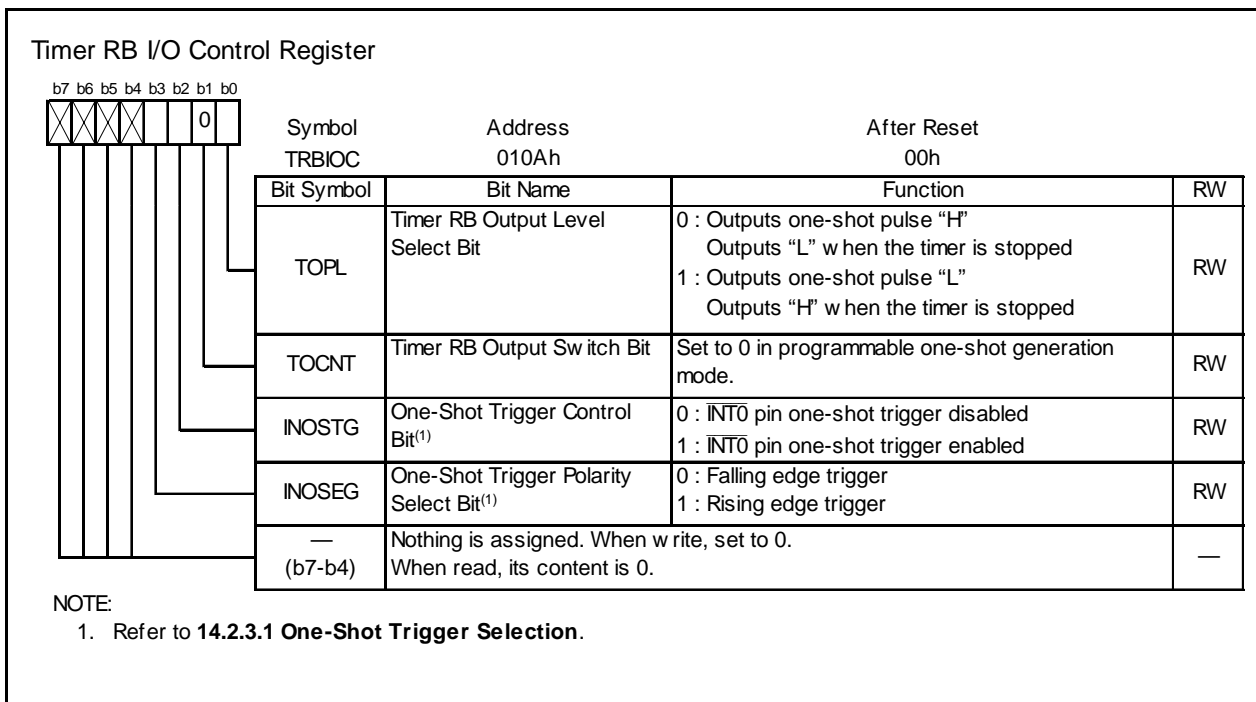 Timer RB I/O Control Register
b7 b6 b5 b4 b3 b2 b1 b0
0
Symbol Address After Reset
TRBIOC 010Ah 00h
Bit Symbol Bit Name Function RW
TOPL
Timer RB Output Level
Select Bit
0 : Outputs one-shot pulse “H”
Outputs “L” when the timer is stopped
1 : Outputs one-shot pulse “L”
Outputs “H” when the timer is stopped
RW
TOCNT
Timer RB Output Switch Bit
Set to 0 in programmable one-shot generation
mode.
RW
INOSTG
One-Shot Trigger Control
Bit(1)
0 : INT0 pin one-shot trigger disabled
1 : INT0 pin one-shot trigger enabled
RW
INOSEG
One-Shot Trigger Polarity
Select Bit(1)
0 : Falling edge trigger
1 : Rising edge trigger
RW
—
(b7-b4)
Nothing is assigned. When write, set to 0.
When read, its content is 0.
—
NOTE:
1. Refer to 14.2.3.1 One-Shot Trigger Selection.